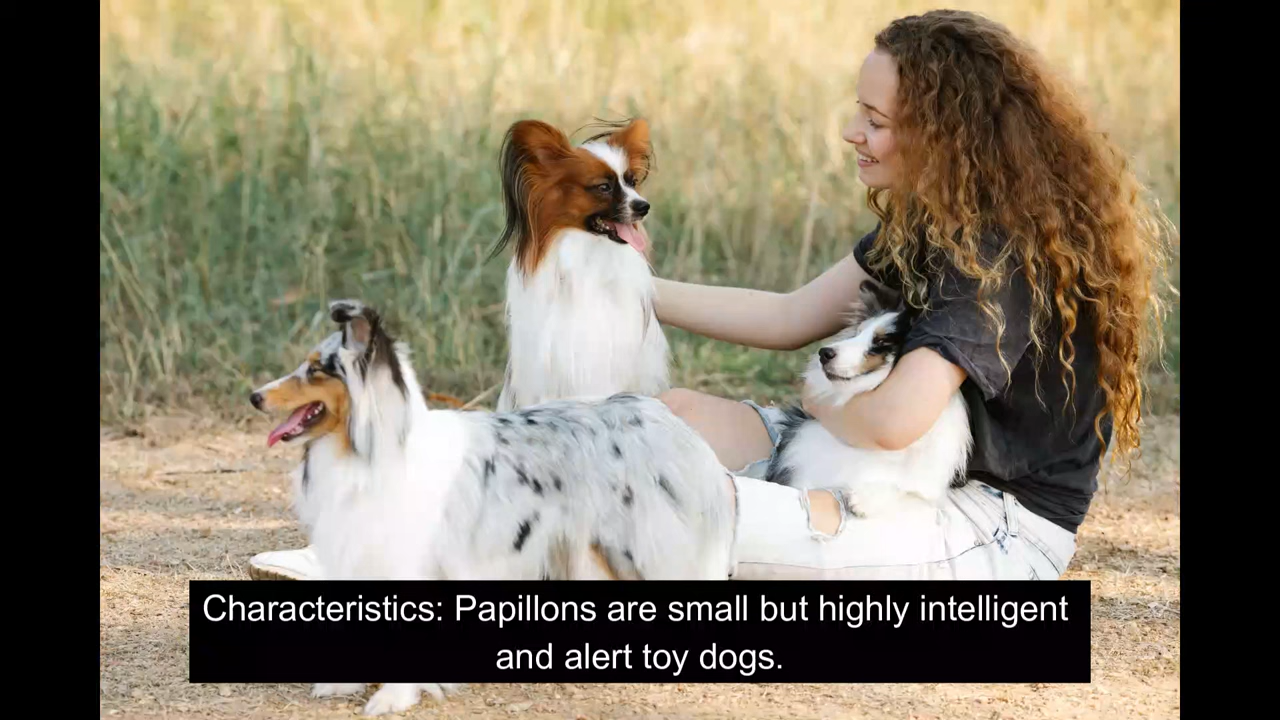 Characteristics: Papillons are small but highly intelligent
and alert toy dogs.